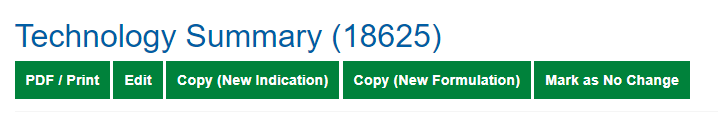 Technology Summary (18625)
PDF / Print Edit Copy (New Indication) Copy (New Formulation) Mark as No Change